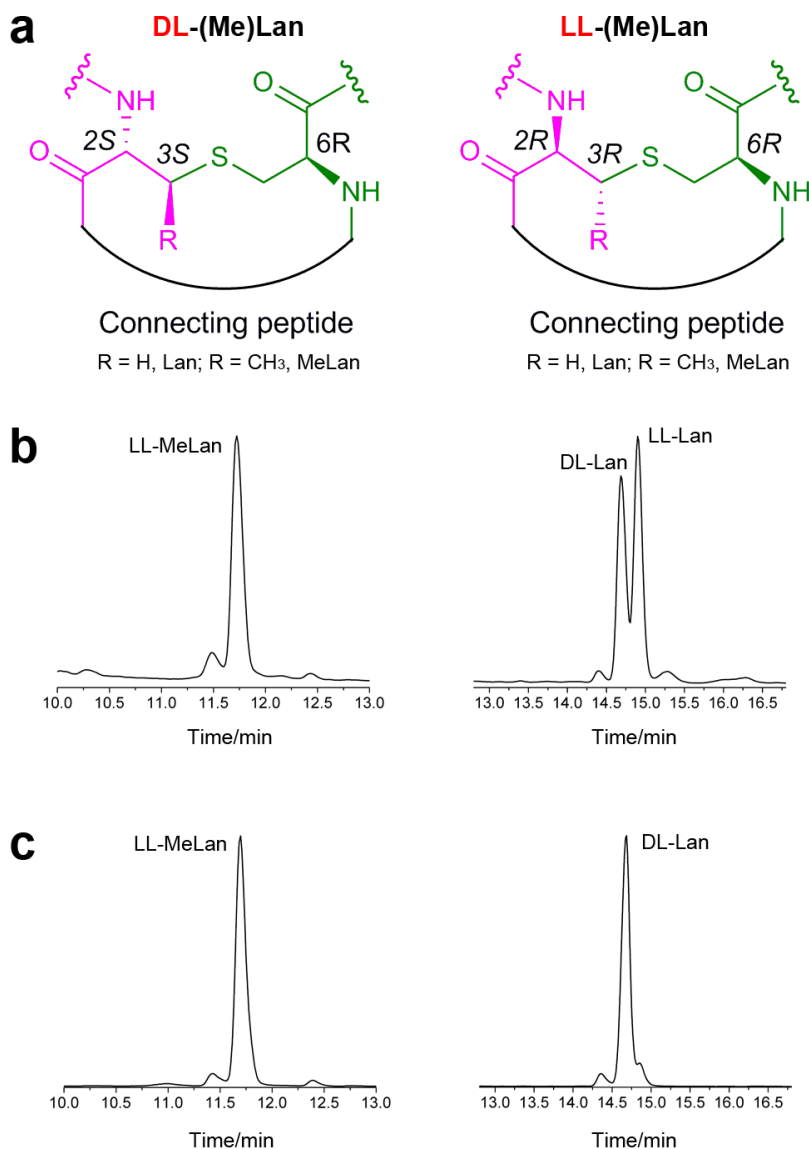 a
DL-(Me)Lan
LL-(Me)Lan
NH
O
2S
3S
S
6R
O
NH
R
NH
O
2R
3R
S
6R
O
NH
R
Connecting peptide
Connecting peptide
R = H, Lan; R = CH₃, MeLan
R = H, Lan; R = CH₃, MeLan
b
LL-MeLan
DL-Lan
LL-Lan
10.0 10.5 11.0 11.5 12.0 12.5 13.0
13.0 13.5 14.0 14.5 15.0 15.5 16.0 16.5
Time/min
Time/min
c
LL-MeLan
DL-Lan
10.0 10.5 11.0 11.5 12.0 12.5 13.0
13.0 13.5 14.0 14.5 15.0 15.5 16.0 16.5
Time/min
Time/min